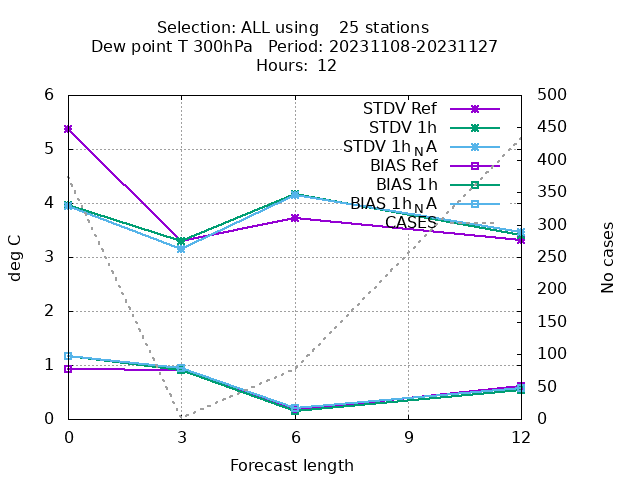 Selection: ALL using    25 stations
Dew point T 300hPa   Period: 20231108-20231127
Hours: 12
STDV Ref
STDV 1h
STDV 1h_NA
BIAS Ref
BIAS 1h
BIAS 1h_NA
CASES
deg C
6
5
4
3
2
1
0
500
450
400
350
300
250
200
150
100
50
0
No cases
0 3 6 9 12
Forecast length